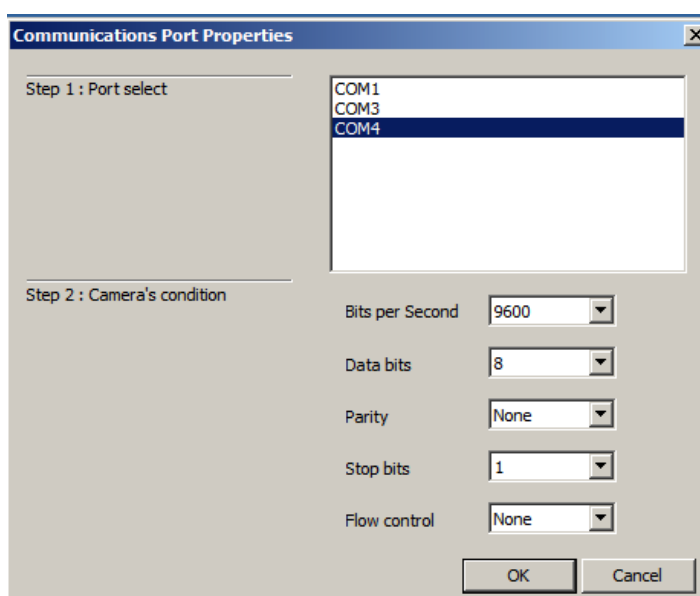 Communications Port Properties
Step 1 : Port select
COM1
COM3
COM4
Step 2 : Camera's condition
Bits per Second
9600
Data bits
8
Parity
None
Stop bits
1
Flow control
None
OK
Cancel